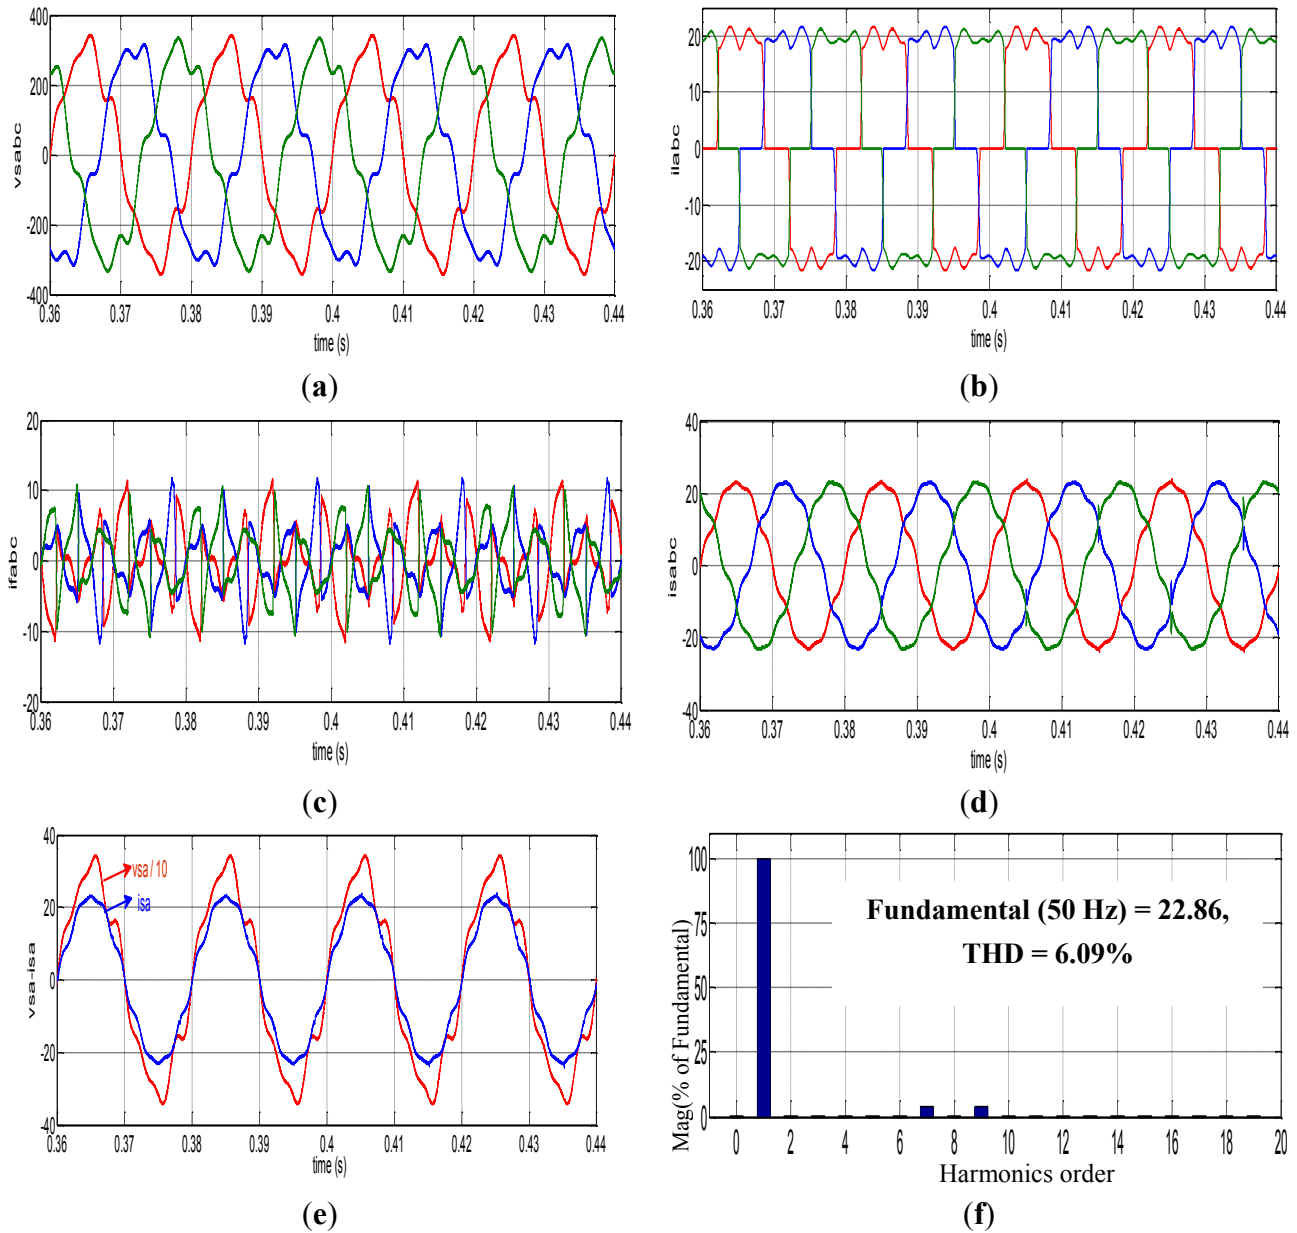 400
200
0
-200
-400
vsabc
0.36 0.37 0.38 0.39 0.4 0.41 0.42 0.43 0.44
time (s)
(a)
20
10
0
-10
-20
ilabc
0.36 0.37 0.38 0.39 0.4 0.41 0.42 0.43 0.44
time (s)
(b)
20
10
0
-10
-20
ifabc
0.36 0.37 0.38 0.39 0.4 0.41 0.42 0.43 0.44
time (s)
(c)
40
20
0
-20
-40
isabc
0.36 0.37 0.38 0.39 0.4 0.41 0.42 0.43 0.44
time (s)
(d)
40
20
0
-20
-40
vsa-isa
vsa / 10
isa
0.36 0.37 0.38 0.39 0.4 0.41 0.42 0.43 0.44
time (s)
(e)
100
75
50
25
0
Mag(% of Fundamental)
Fundamental (50 Hz) = 22.86,
THD = 6.09%
0 2 4 6 8 10 12 14 16 18 20
Harmonics order
(f)